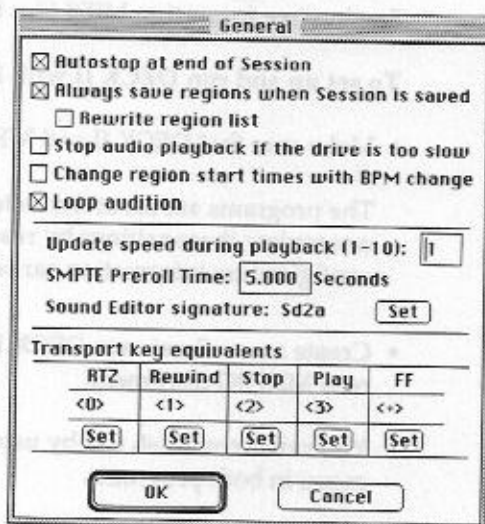 General
Autostop at end of Session
Always save regions when Session is saved
Rewrite region list
Stop audio playback if the drive is too slow
Change region start times with BPM change
Loop audition
Update speed during playback (1-10): 1
SMPTE Preroll Time: 5.000 Seconds
Sound Editor signature: Sd2a Set
Transport key equivalents
RTZ Rewind Stop Play FF
<0> <1> <2> <3> <+>
Set Set Set Set Set
OK Cancel